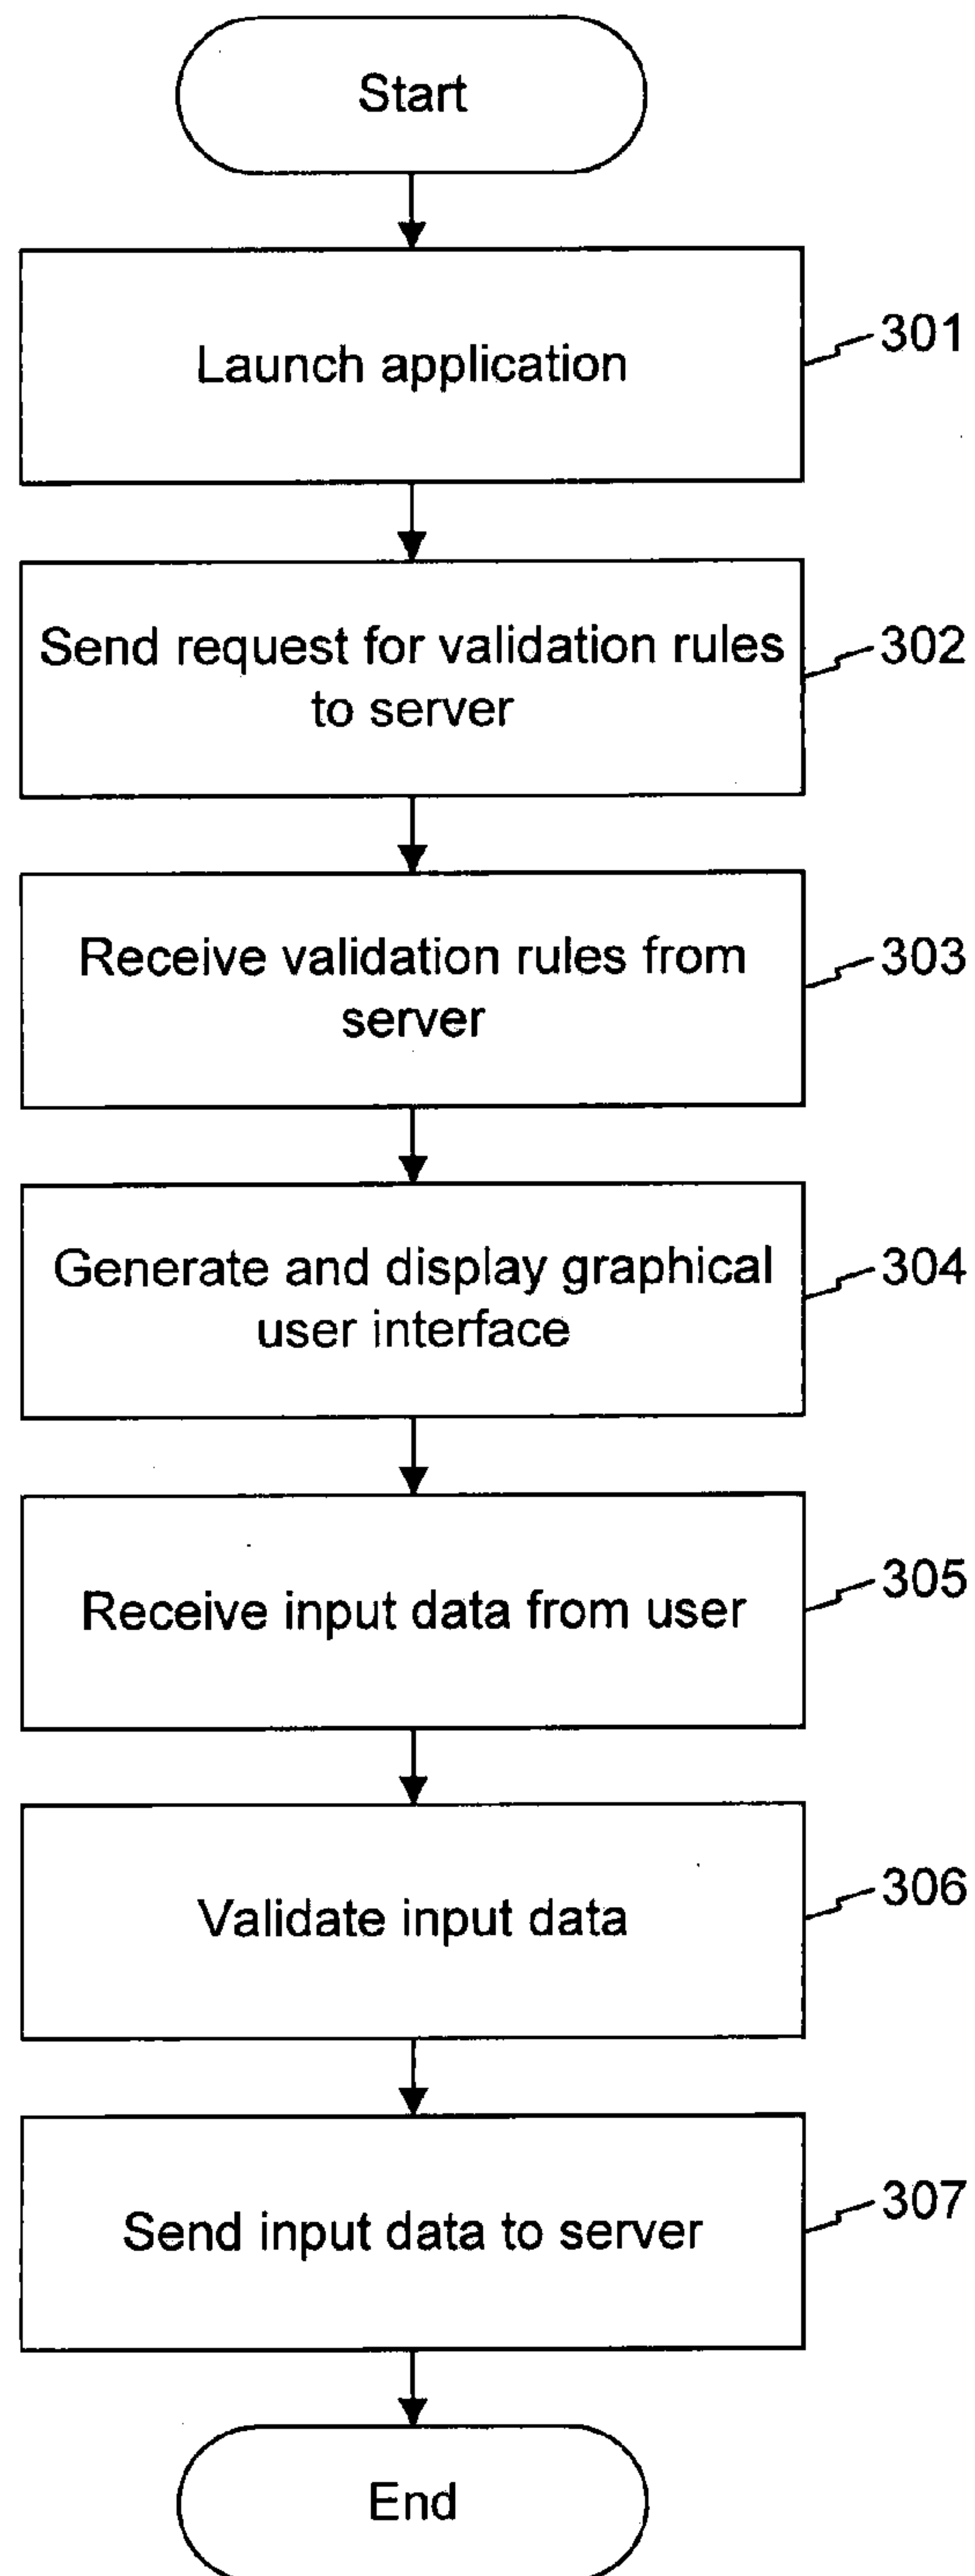 Start
Launch application
301
Send request for validation rules
to server
302
Receive validation rules from
server
303
Generate and display graphical
user interface
304
Receive input data from user
305
Validate input data
306
Send input data to server
307
End